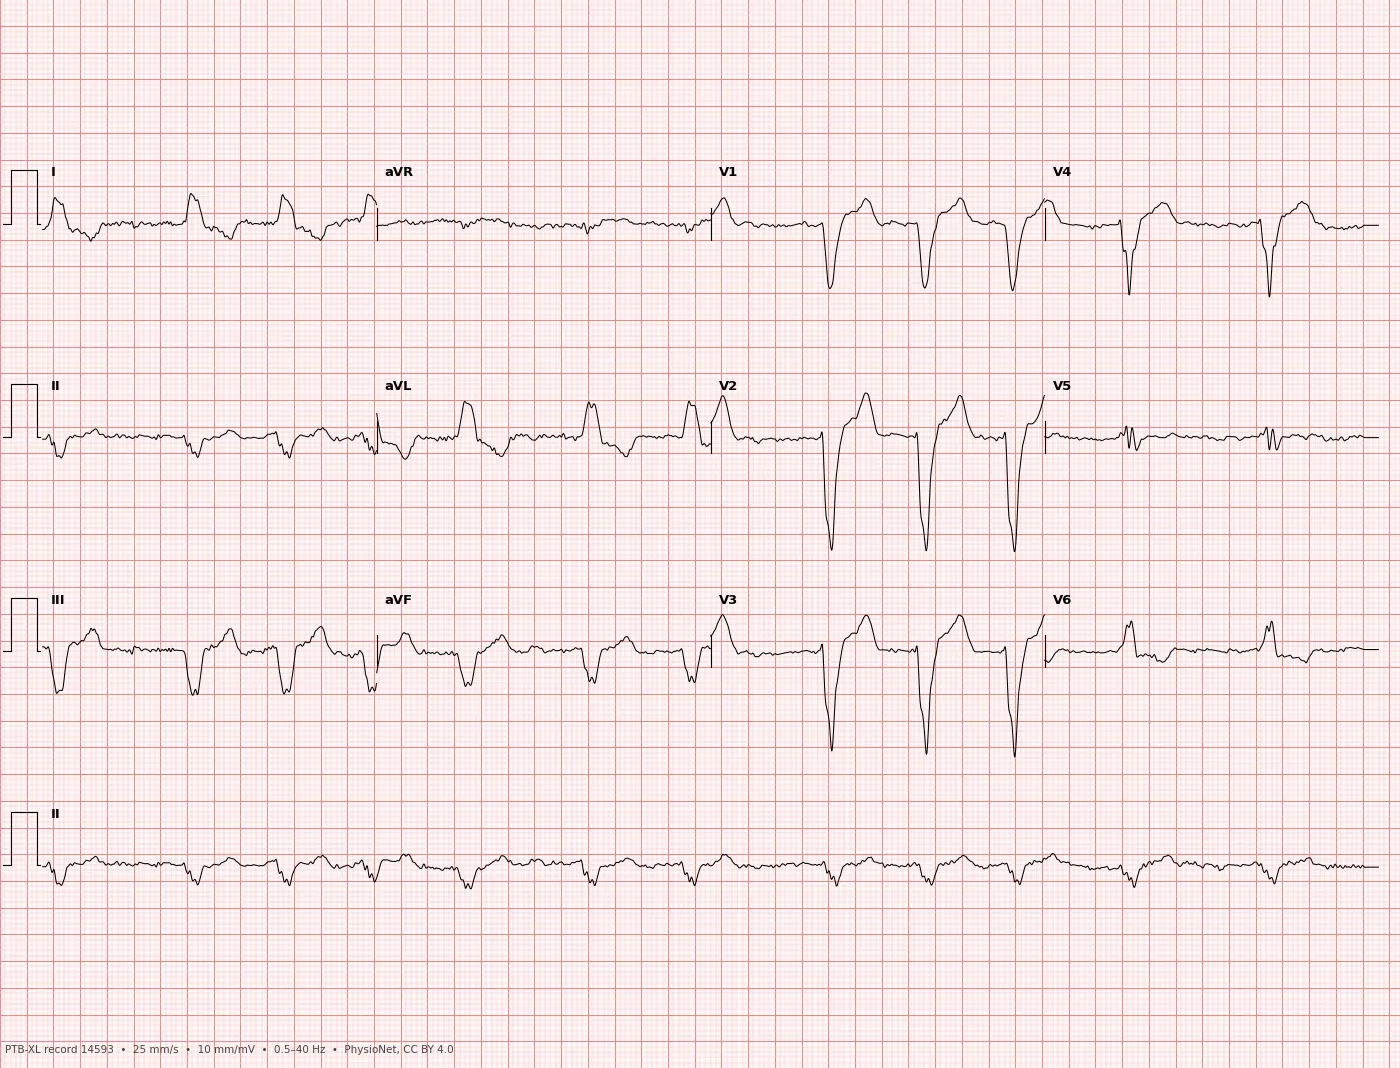 I aVR V1 V4
II aVL V2 V5
III aVF V3 V6
II
PTB-XL record 14593 • 25 mm/s • 10 mm/mV • 0.5–40 Hz • PhysioNet, CC BY 4.0